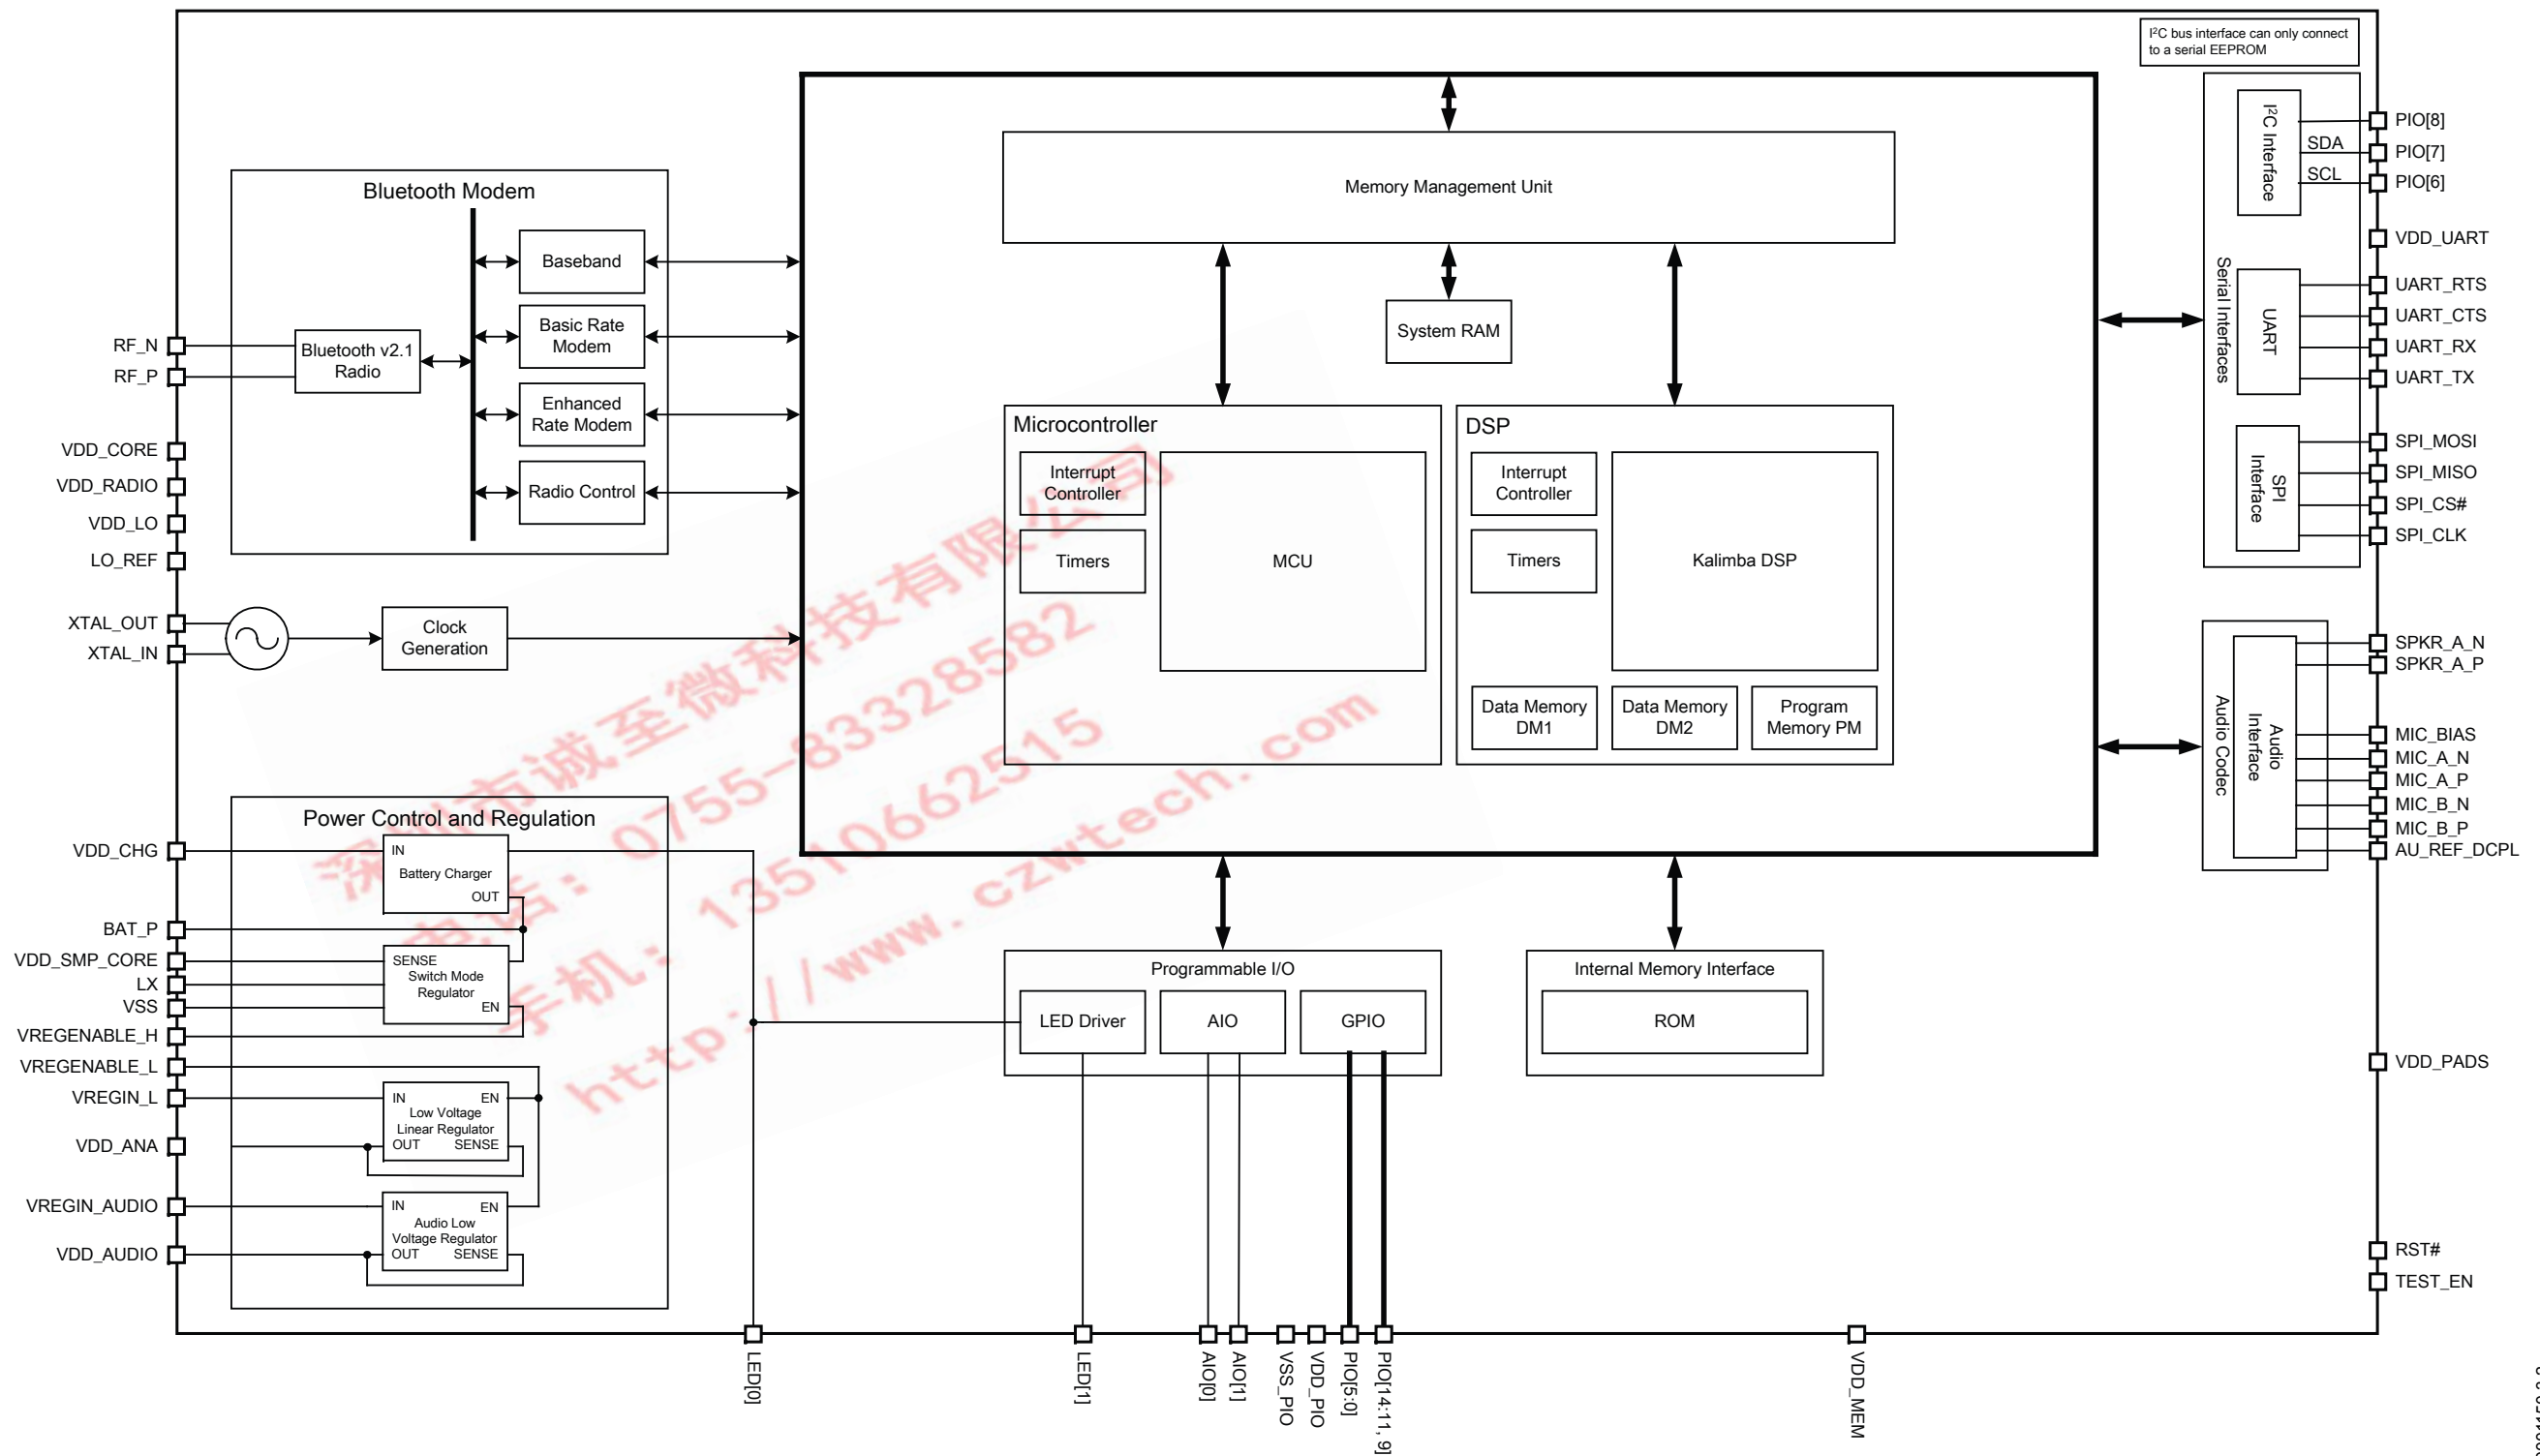 I²C bus interface can only connect
to a serial EEPROM
Bluetooth Modem
Baseband
Basic Rate
Modem
Enhanced
Rate Modem
Radio Control
Bluetooth v2.1
Radio
RF_N
RF_P
VDD_CORE
VDD_RADIO
VDD_LO
LO_REF
XTAL_OUT
XTAL_IN
Clock
Generation
Memory Management Unit
System RAM
Microcontroller
Interrupt
Controller
Timers
MCU
DSP
Interrupt
Controller
Timers
Kalimba DSP
Data Memory
DM1
Data Memory
DM2
Program
Memory PM
I²C Interface
SDA
SCL
Serial Interfaces
UART
SPI
Interface
PIO[8]
PIO[7]
PIO[6]
VDD_UART
UART_RTS
UART_CTS
UART_RX
UART_TX
SPI_MOSI
SPI_MISO
SPI_CS#
SPI_CLK
Audio
Interface
Audio Codec
SPKR_A_N
SPKR_A_P
MIC_BIAS
MIC_A_N
MIC_A_P
MIC_B_N
MIC_B_P
AU_REF_DCPL
Power Control and Regulation
VDD_CHG
IN
Battery Charger
OUT
BAT_P
VDD_SMP_CORE
LX
VSS
VREGENABLE_H
SENSE
Switch Mode
Regulator
EN
VREGENABLE_L
VREGIN_L
VDD_ANA
IN
EN
Low Voltage
Linear Regulator
OUT
SENSE
VREGIN_AUDIO
VDD_AUDIO
IN
EN
Audio Low
Voltage Regulator
OUT
SENSE
Programmable I/O
LED Driver
AIO
GPIO
Internal Memory Interface
ROM
VDD_PADS
RST#
TEST_EN
LED[0]
LED[1]
AIO[0]
AIO[1]
VSS_PIO
VDD_PIO
PIO[5:0]
PIO[14:11, 9]
VDD_MEM
深圳市诚至微科技有限公司
电话：0755-83328582
手机：13510662515
http://www.czwtech.com